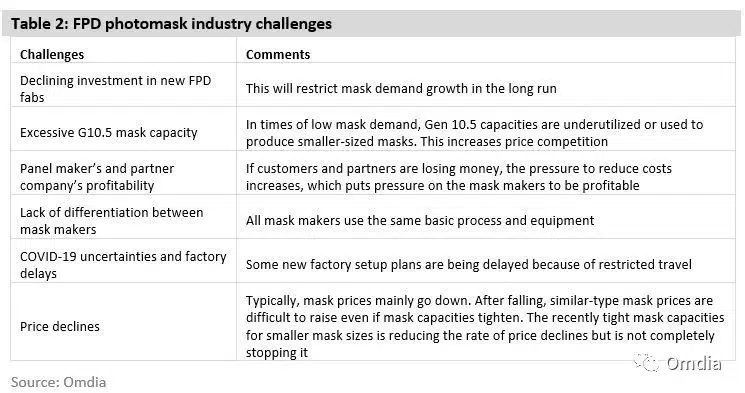 Table 2: FPD photomask industry challenges
Challenges Comments
Declining investment in new FPD
fabs
This will restrict mask demand growth in the long run
Excessive G10.5 mask capacity
In times of low mask demand, Gen 10.5 capacities are underutilized or used to
produce smaller-sized masks. This increases price competition
Panel maker's and partner
company's profitability
If customers and partners are losing money, the pressure to reduce costs
increases, which puts pressure on the mask makers to be profitable
Lack of differentiation between
mask makers
All mask makers use the same basic process and equipment
COVID-19 uncertainties and factory
delays
Some new factory setup plans are being delayed because of restricted travel
Price declines
Typically, mask prices mainly go down. After falling, similar-type mask prices are
difficult to raise even if mask capacities tighten. The recently tight mask capacities
for smaller mask sizes is reducing the rate of price declines but is not completely
stopping it
Omdia
Source: Omdia